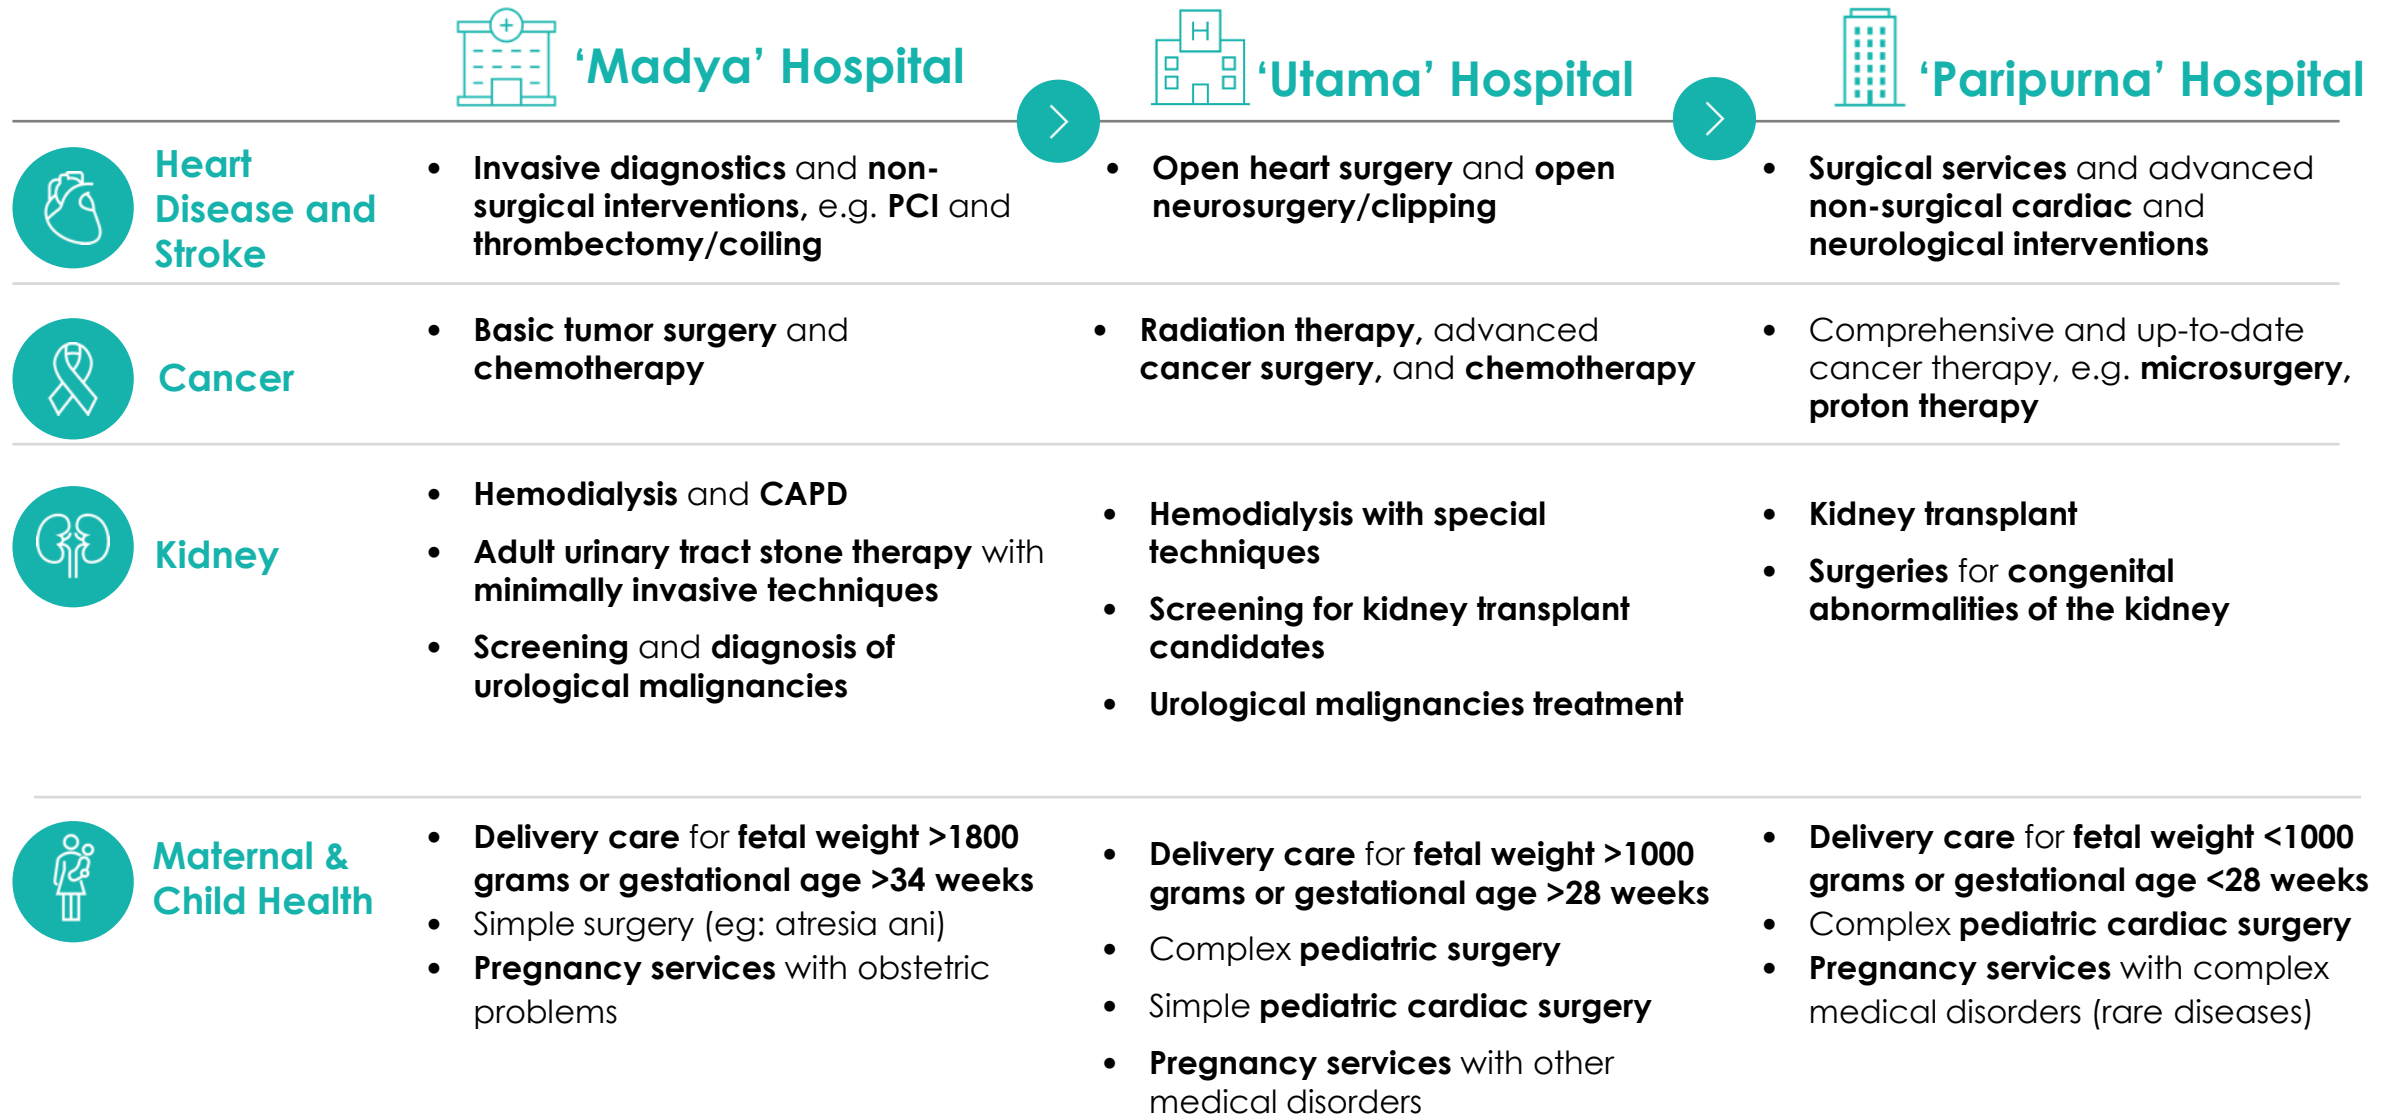 ‘Madya’ Hospital
H
‘Utama’ Hospital
‘Paripurna’ Hospital
Heart
Disease and
Stroke
• Invasive diagnostics and non-
surgical interventions, e.g. PCI and
thrombectomy/coiling
• Open heart surgery and open
neurosurgery/clipping
• Surgical services and advanced
non-surgical cardiac and
neurological interventions
Cancer
• Basic tumor surgery and
chemotherapy
• Radiation therapy, advanced
cancer surgery, and chemotherapy
• Comprehensive and up-to-date
cancer therapy, e.g. microsurgery,
proton therapy
Kidney
• Hemodialysis and CAPD
• Adult urinary tract stone therapy with
minimally invasive techniques
• Screening and diagnosis of
urological malignancies
• Hemodialysis with special
techniques
• Screening for kidney transplant
candidates
• Urological malignancies treatment
• Kidney transplant
• Surgeries for congenital
abnormalities of the kidney
Maternal &
Child Health
• Delivery care for fetal weight >1800
grams or gestational age >34 weeks
• Simple surgery (eg: atresia ani)
• Pregnancy services with obstetric
problems
• Delivery care for fetal weight >1000
grams or gestational age >28 weeks
• Complex pediatric surgery
• Simple pediatric cardiac surgery
• Pregnancy services with other
medical disorders
• Delivery care for fetal weight <1000
grams or gestational age <28 weeks
• Complex pediatric cardiac surgery
• Pregnancy services with complex
medical disorders (rare diseases)